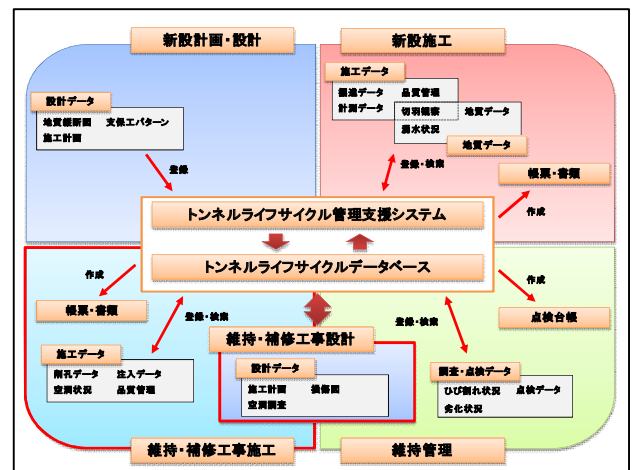 新設計画・設計
新設施工
設計データ
地質縦断図 支保工パターン
施工計画
登録
施工データ
掘進データ 品質管理
計測データ 切羽観察 地質データ
湧水状況
地質データ
登録・検索
帳票・書類
作成
トンネルライフサイクル管理支援システム
トンネルライフサイクルデータベース
作成
帳票・書類
登録・検索
施工データ
削孔データ 注入データ
空洞状況 品質管理
維持・補修工事設計
設計データ
施工計画 損傷図
空洞調査
登録・検索
作成
点検台帳
調査・点検データ
ひび割れ状況 点検データ
劣化状況
維持・補修工事施工
維持管理